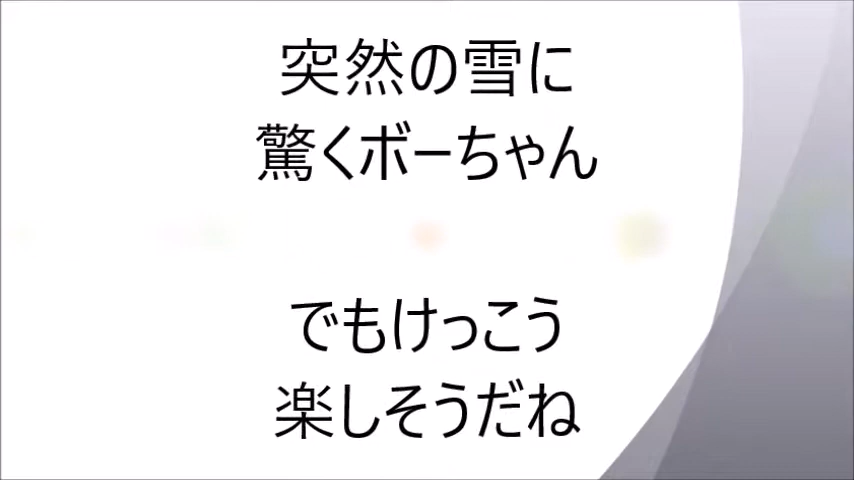 突然の雪に
驚くボーちゃん
でもけっこう
楽しそうだね